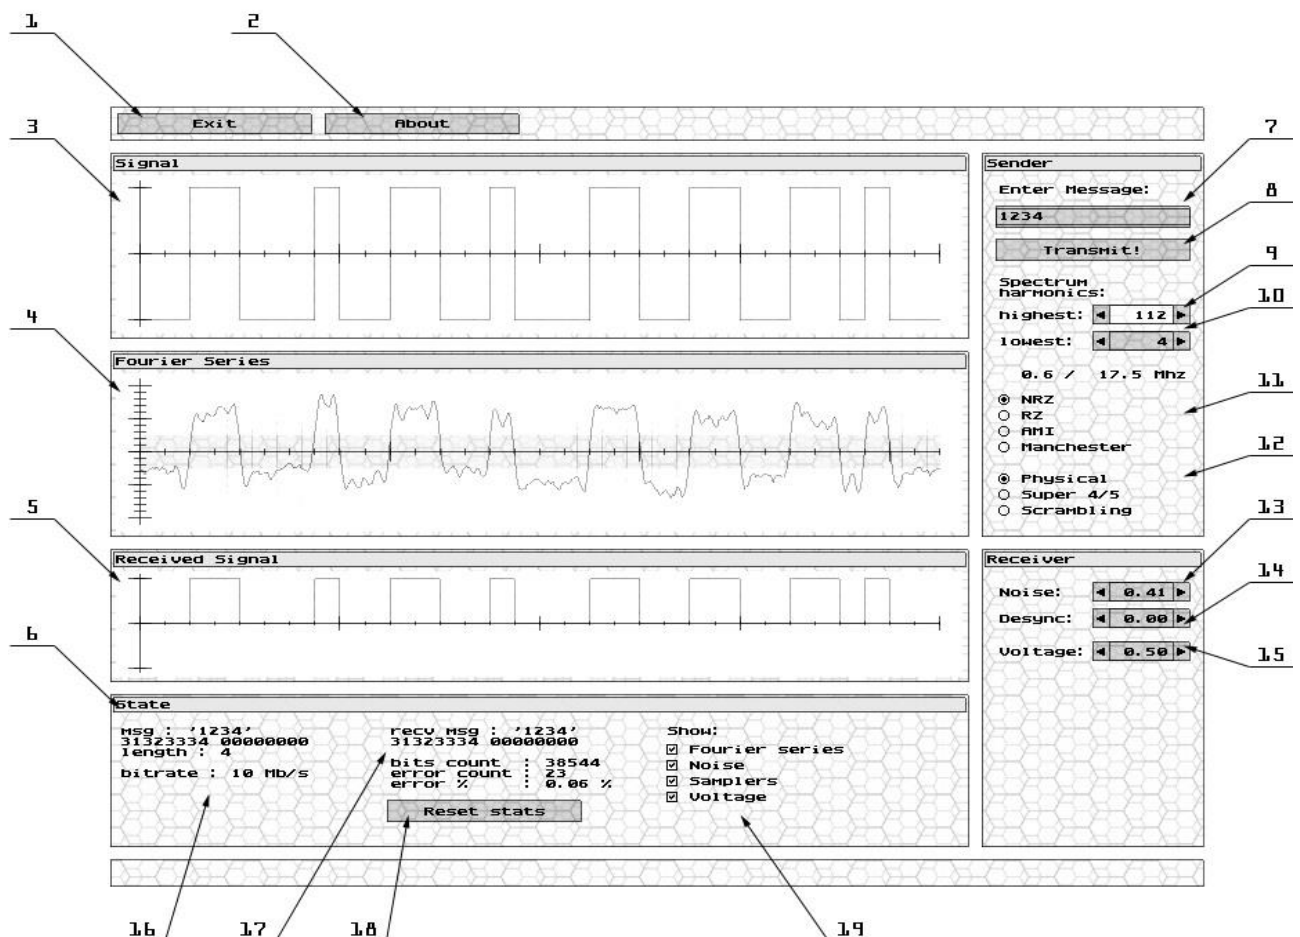 1 2
Exit About
3
7
Signal
Sender
Enter Message:
1234
8
Transmit!
9
Spectrum
harmonics:
10
highest: 112
4
lowest: 4
Fourier Series
0.6 / 17.5 Mhz
11
NRZ
RZ
AMI
Manchester
12
Physical
Super 4/5
Scrambling
5
13
Received Signal
Receiver
14
Noise: 0.41
Desync: 0.00
6
Voltage: 0.50
15
State
msg : '1234'
31323334 00000000
length : 4
bitrate : 10 Mb/s
recv msg : '1234'
31323334 00000000
bits count : 38544
error count : 23
error % : 0.06 %
Reset stats
Show:
Fourier series
Noise
Samplers
Voltage
16 17 18 19